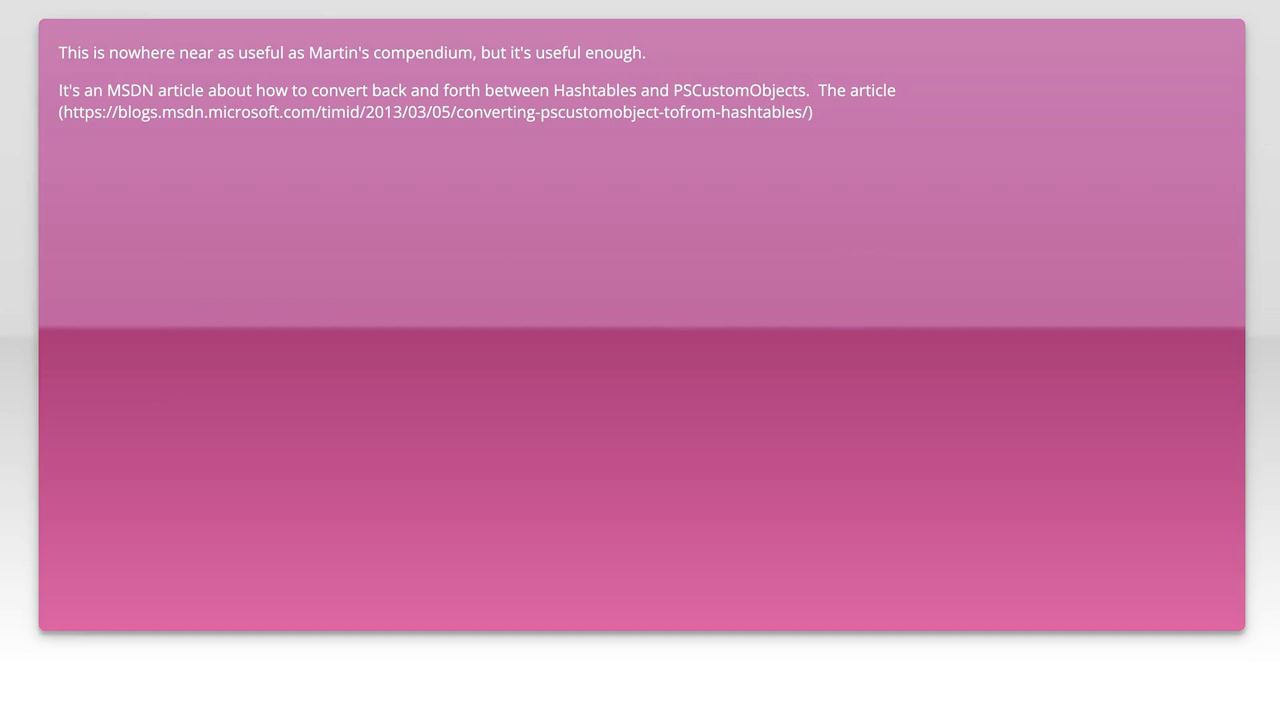 This is nowhere near as useful as Martin's compendium, but it's useful enough.
It's an MSDN article about how to convert back and forth between Hashtables and PSCustomObjects.  The article
(https://blogs.msdn.microsoft.com/timid/2013/03/05/converting-pscustomobject-tofrom-hashtables/)